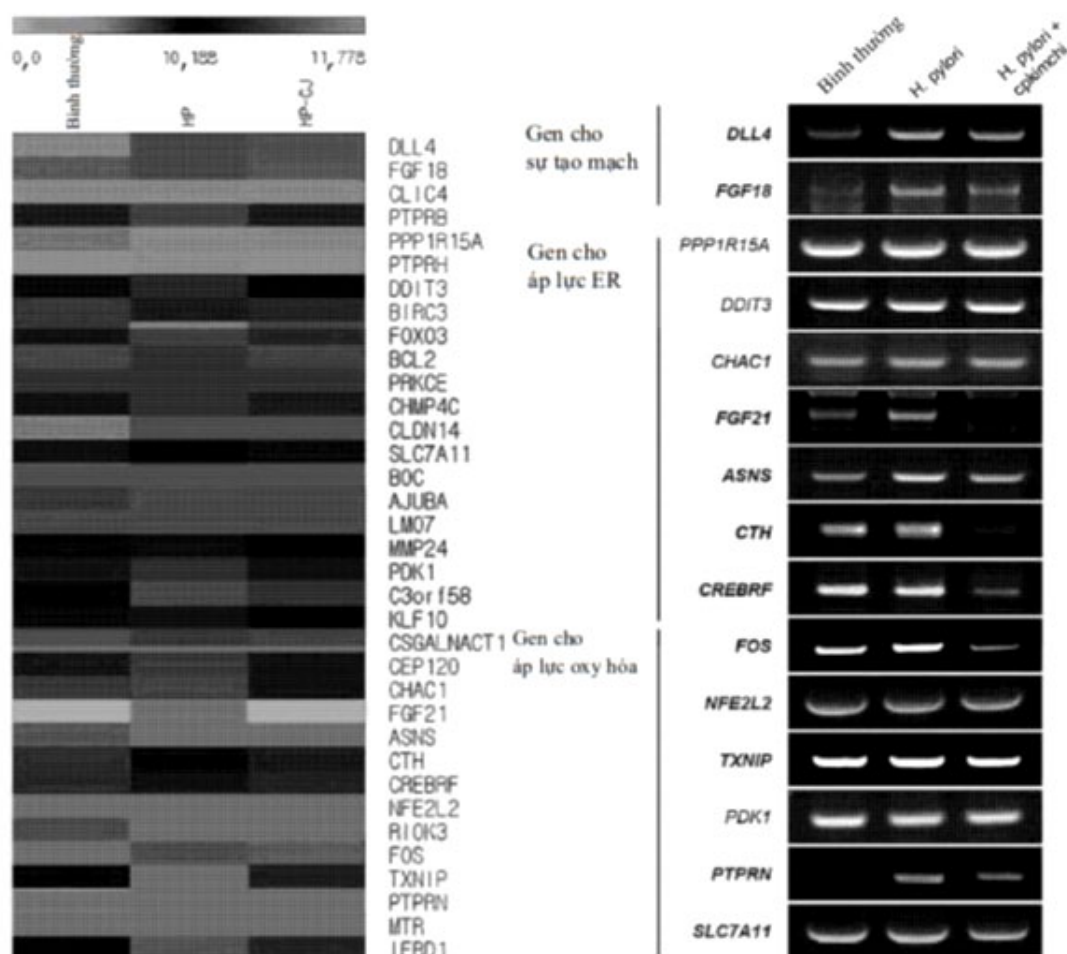 0,0 10,188 11,778
Bình thường
HP
HP-CJ
DLL4
FGF18
CLIC4
PTPRB
PPP1R15A
PTPRH
DDIT3
BIRC3
FOXO3
BCL2
PRKCE
CHMP4C
CLDN14
SLC7A11
BOC
AJUBA
LMO7
MMP24
PDK1
C3orf58
KLF10
CSGALNACT1
CEP120
CHAC1
FGF21
ASNS
CTH
CREBRF
NFE2L2
RIOK3
FOS
TXNIP
PTPRN
MTR
IFRD1
Gen cho
sự tạo mạch
Gen cho
áp lực ER
Gen cho
áp lực oxy hóa
Bình thường
H. pylori
H. pylori +
cpkimchi
DLL4
FGF18
PPP1R15A
DDIT3
CHAC1
FGF21
ASNS
CTH
CREBRF
FOS
NFE2L2
TXNIP
PDK1
PTPRN
SLC7A11